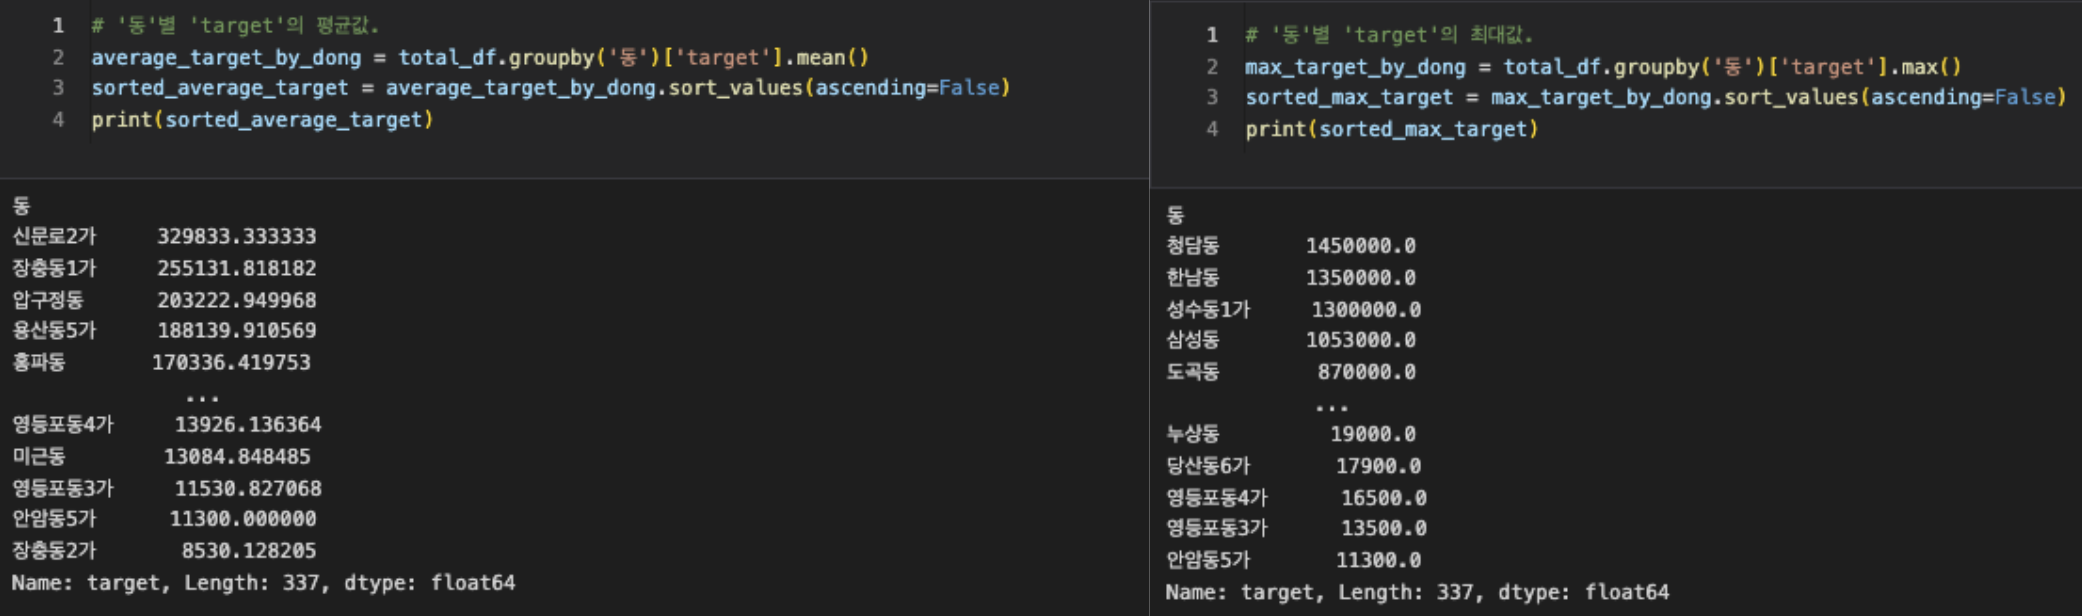 1 # '동'별 'target'의 평균값.
2 average_target_by_dong = total_df.groupby('동')['target'].mean()
3 sorted_average_target = average_target_by_dong.sort_values(ascending=False)
4 print(sorted_average_target)
동
신문로2가 329833.333333
장충동1가 255131.818182
압구정동 203222.949968
용산동5가 188139.910569
홍파동 170336.419753
...
영등포동4가 13926.136364
미근동 13084.848485
영등포동3가 11530.827068
안암동5가 11300.000000
장충동2가 8530.128205
Name: target, Length: 337, dtype: float64
1 # '동'별 'target'의 최대값.
2 max_target_by_dong = total_df.groupby('동')['target'].max()
3 sorted_max_target = max_target_by_dong.sort_values(ascending=False)
4 print(sorted_max_target)
동
청담동 1450000.0
한남동 1350000.0
성수동1가 1300000.0
삼성동 1053000.0
도곡동 870000.0
...
누상동 19000.0
당산동6가 17900.0
영등포동4가 16500.0
영등포동3가 13500.0
안암동5가 11300.0
Name: target, Length: 337, dtype: float64